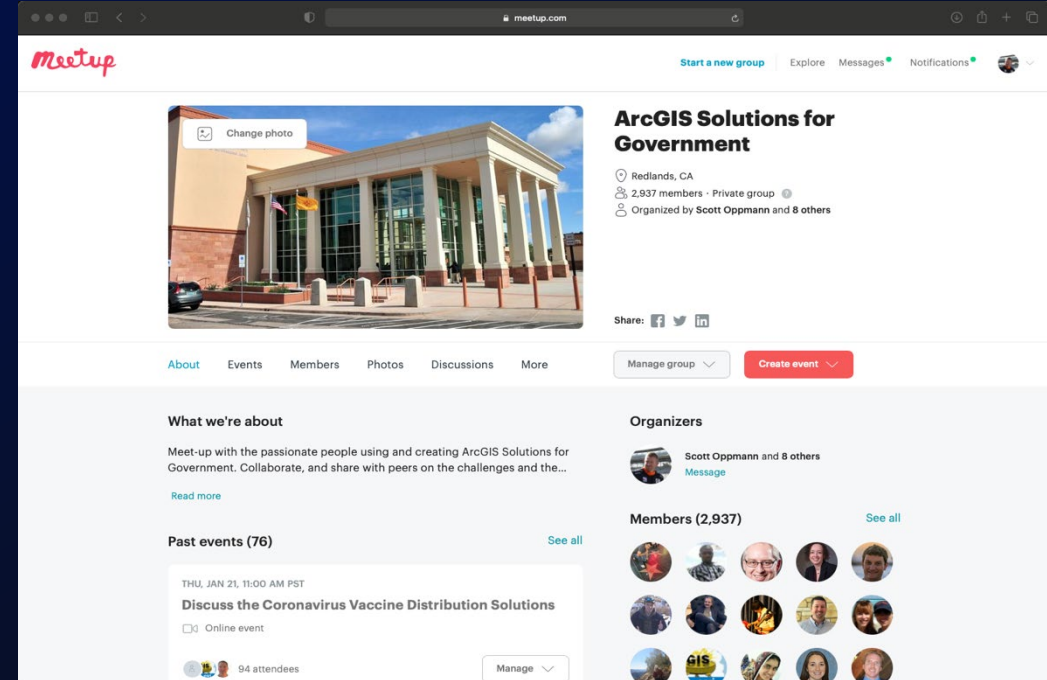 meetup.com
Meetup
Start a new group
Explore
Messages
Notifications
Change photo
ArcGIS Solutions for
Government
Redlands, CA
2,937 members · Private group ?
Organized by Scott Oppmann and 8 others
Share:
About
Events
Members
Photos
Discussions
More
Manage group
Create event
What we're about
Meet-up with the passionate people using and creating ArcGIS Solutions for
Government. Collaborate, and share with peers on the challenges and the...
Read more
Past events (76)
See all
THU, JAN 21, 11:00 AM PST
Discuss the Coronavirus Vaccine Distribution Solutions
Online event
94 attendees
Manage
Organizers
Scott Oppmann and 8 others
Message
Members (2,937)
See all
GIS